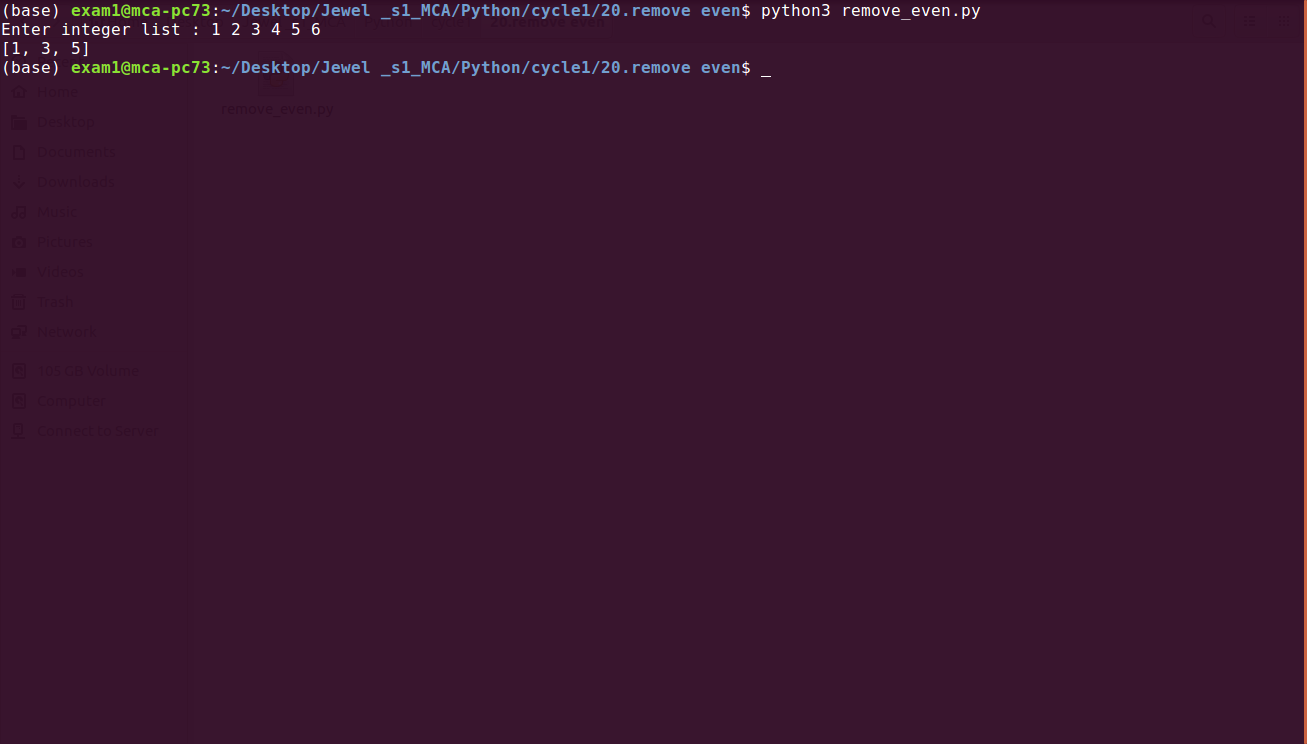 (base) exam1@mca-pc73:~/Desktop/Jewel _s1_MCA/Python/cycle1/20.remove even$ python3 remove_even.py
Enter integer list : 1 2 3 4 5 6
[1, 3, 5]
(base) exam1@mca-pc73:~/Desktop/Jewel _s1_MCA/Python/cycle1/20.remove even$ _
Home
remove_even.py
Desktop
Documents
Downloads
Music
Pictures
Videos
Trash
Network
105 GB Volume
Computer
Connect to Server